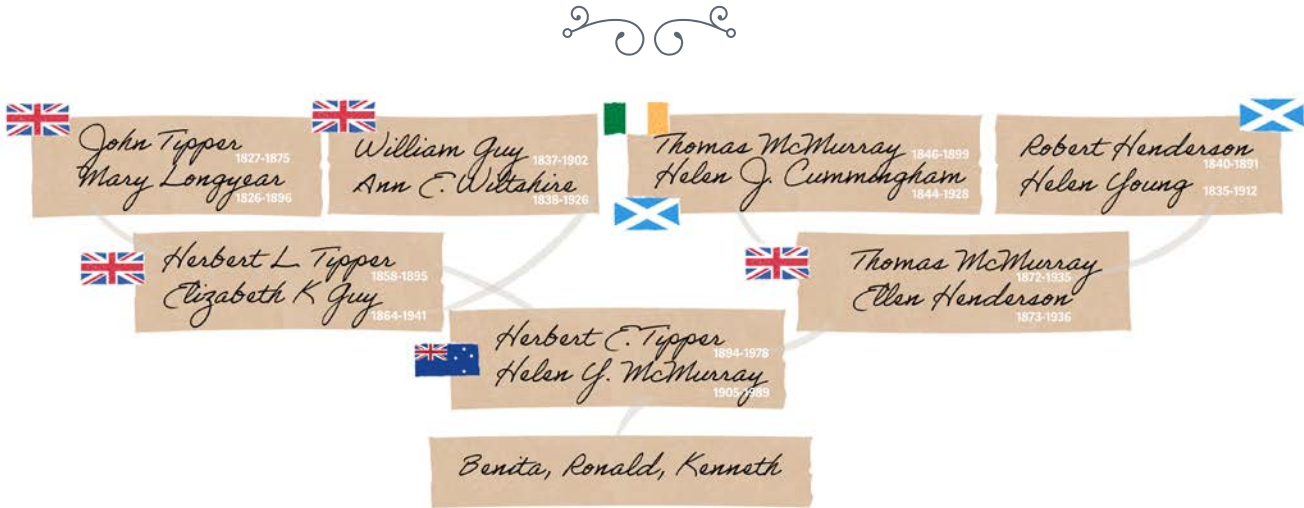 John Tipper 1827-1875
Mary Longyear 1826-1896
William Guy 1837-1902
Ann E. Wiltshire 1838-1926
Thomas McMurray 1846-1899
Helen J. Cummingham 1844-1928
Robert Henderson 1840-1891
Helen Young 1835-1912
Herbert L Tipper 1858-1895
Elizabeth K Guy 1864-1941
Thomas McMurray 1872-1935
Ellen Henderson 1873-1936
Herbert E. Tipper 1894-1978
Helen Y. McMurray 1905-1989
Benita, Ronald, Kenneth